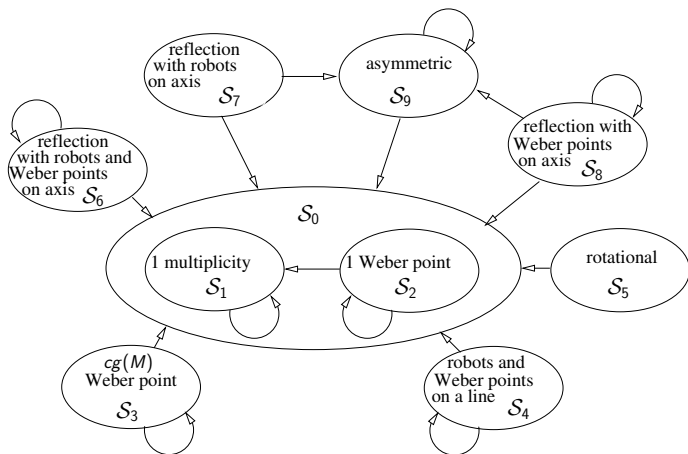 reflection
with robots
on axis
S₇
asymmetric
S₉
reflection
with robots and
Weber points
on axis
S₆
reflection with
Weber points
on axis
S₈
S₀
1 multiplicity
S₁
1 Weber point
S₂
rotational
S₅
cg(M)
Weber point
S₃
robots and
Weber points
on a line
S₄